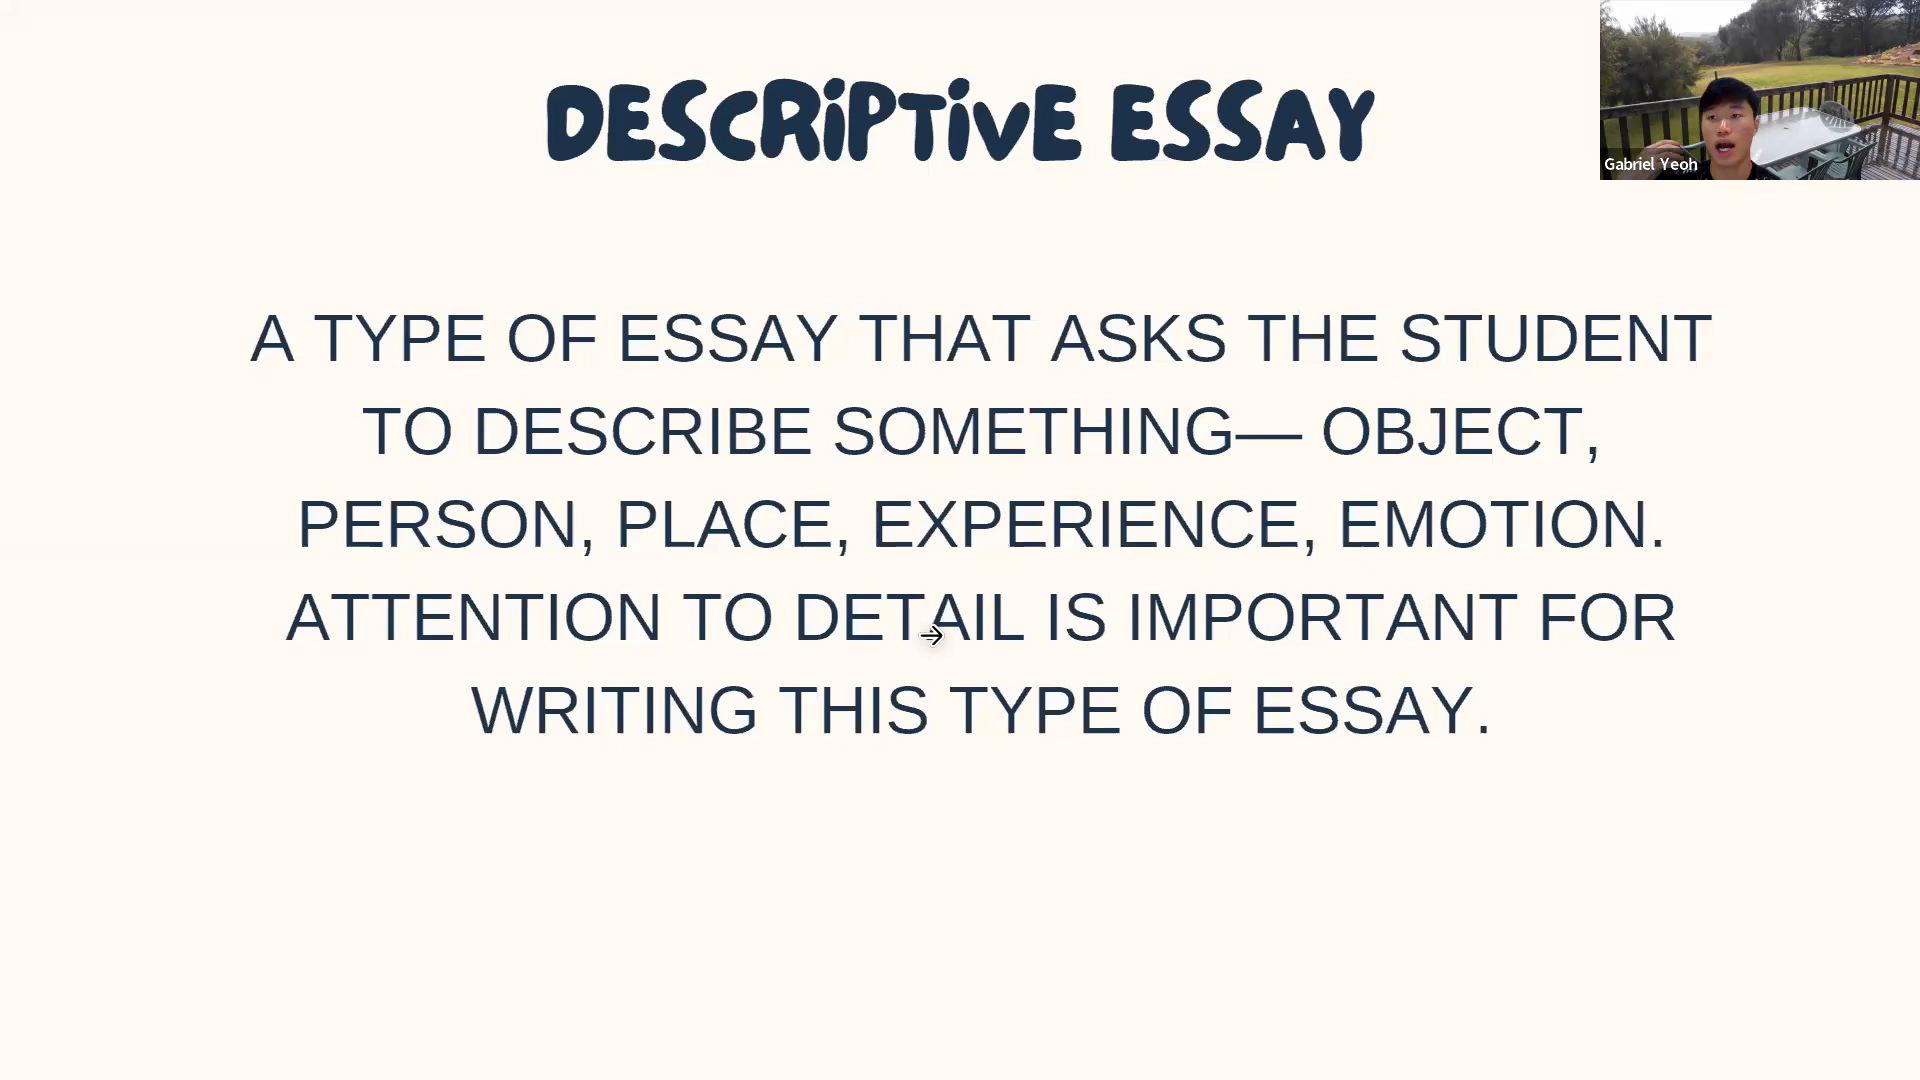 DESCRiPTiVE ESSAY
Gabriel Yeoh
A TYPE OF ESSAY THAT ASKS THE STUDENT
TO DESCRIBE SOMETHING— OBJECT,
PERSON, PLACE, EXPERIENCE, EMOTION.
ATTENTION TO DETAIL IS IMPORTANT FOR
WRITING THIS TYPE OF ESSAY.